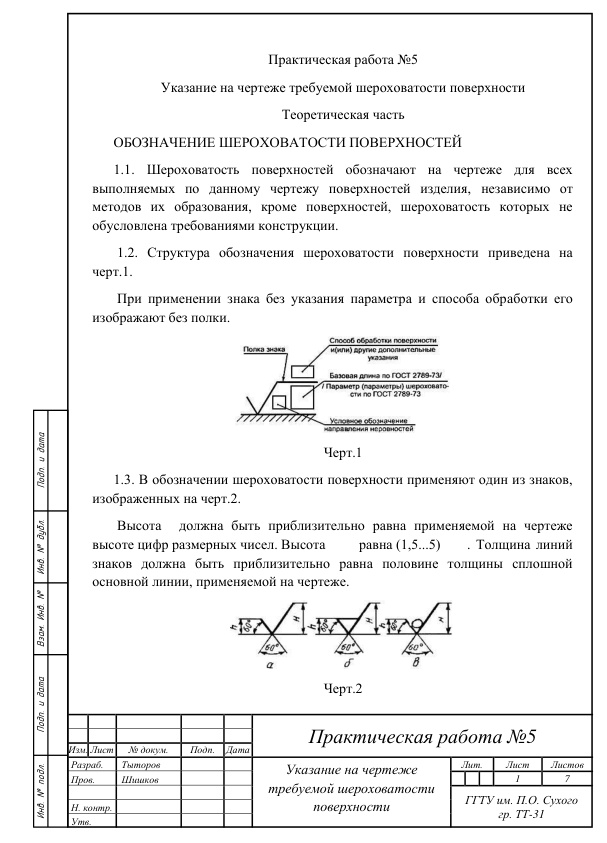 Практическая работа №5
Указание на чертеже требуемой шероховатости поверхности
Теоретическая часть
ОБОЗНАЧЕНИЕ ШЕРОХОВАТОСТИ ПОВЕРХНОСТЕЙ
1.1. Шероховатость поверхностей обозначают на чертеже для всех
выполняемых по данному чертежу поверхностей изделия, независимо от
методов их образования, кроме поверхностей, шероховатость которых не
обусловлена требованиями конструкции.
1.2. Структура обозначения шероховатости поверхности приведена на
черт.1.
При применении знака без указания параметра и способа обработки его
изображают без полки.
Способ обработки поверхности
и(или) другие дополнительные
указания
Полка знака
Базовая длина по ГОСТ 2789-73/
/ Параметр (параметры) шероховато-
сти по ГОСТ 2789-73
Условное обозначение
направления неровностей
Черт.1
1.3. В обозначении шероховатости поверхности применяют один из знаков,
изображенных на черт.2.
Высота должна быть приблизительно равна применяемой на чертеже
высоте цифр размерных чисел. Высота равна (1,5...5) . Толщина линий
знаков должна быть приблизительно равна половине толщины сплошной
основной линии, применяемой на чертеже.
h 60° H h 60° H h 60° H
60° 60° 60°
а б в
Черт.2
Подп. и дата
Инв. № дубл.
Взам. Инв. №
Подп. и дата
Инв. № подл.
Изм. Лист № докум. Подп. Дата
Разраб. Тыторов
Пров. Шишков
Н. контр.
Утв.
Практическая работа №5
Указание на чертеже
требуемой шероховатости
поверхности
Лит. Лист Листов
1 7
ГГТУ им. П.О. Сухого
гр. ТТ-31